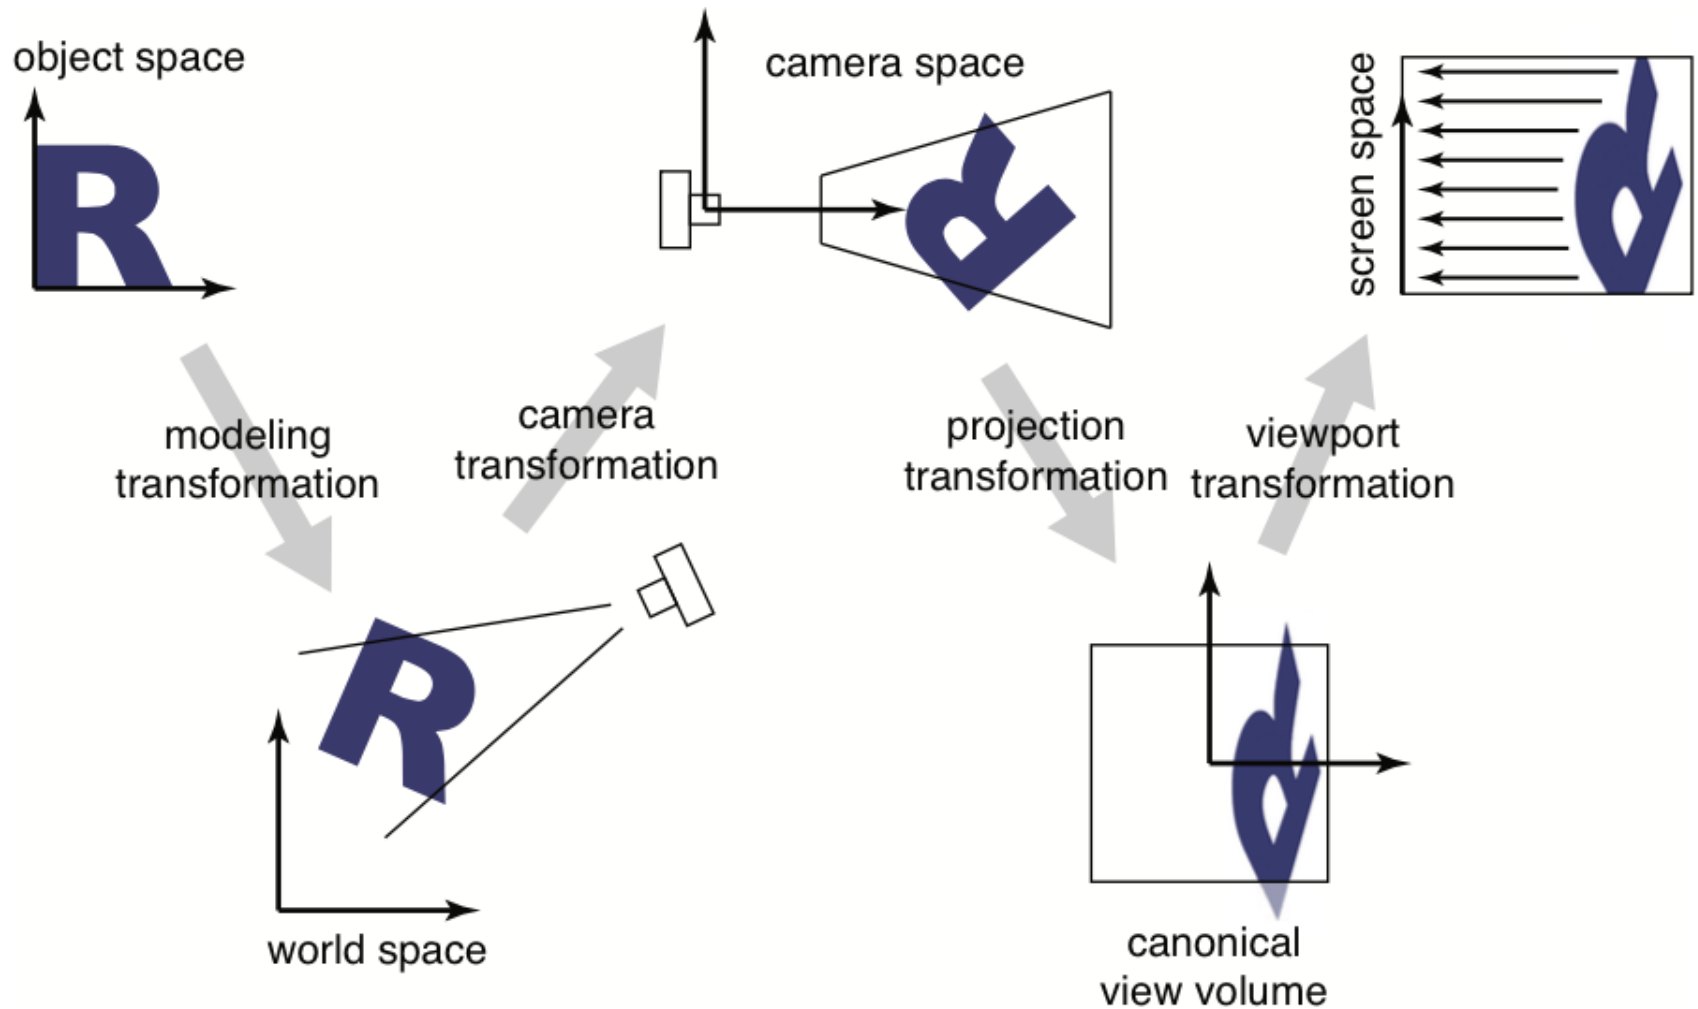 object space
R
modeling
transformation
R
world space
camera
transformation
camera space
R
projection
transformation
canonical
view volume
R
viewport
transformation
screen space
R